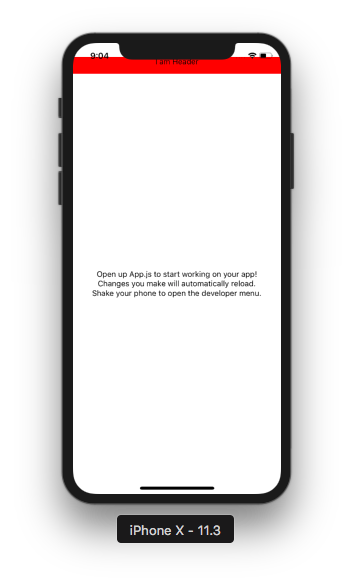 9:04
I am Header
Open up App.js to start working on your app!
Changes you make will automatically reload.
Shake your phone to open the developer menu.
iPhone X - 11.3